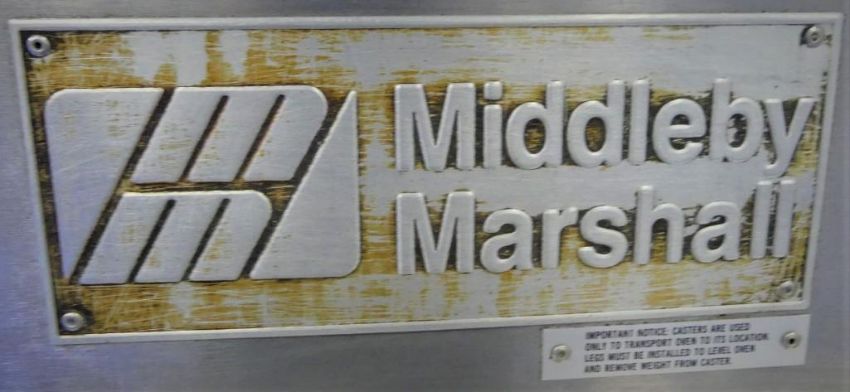 Middleby
Marshall
IMPORTANT NOTICE: CASTERS ARE USED
ONLY TO TRANSPORT OVEN TO ITS LOCATION.
LEGS MUST BE INSTALLED TO LEVEL OVEN
AND REMOVE WEIGHT FROM CASTER.